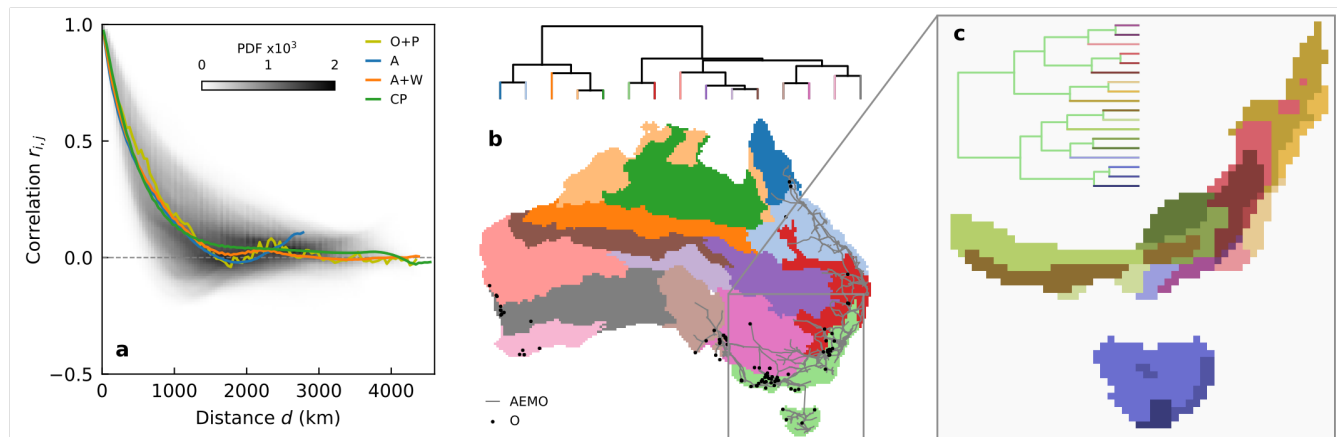 1.0
0.5
0.0
−0.5
Correlation r_{i,j}
PDF x10^3
0 1 2
O+P
A
A+W
CP
a
0 1000 2000 3000 4000
Distance d (km)
b
AEMO
O
c